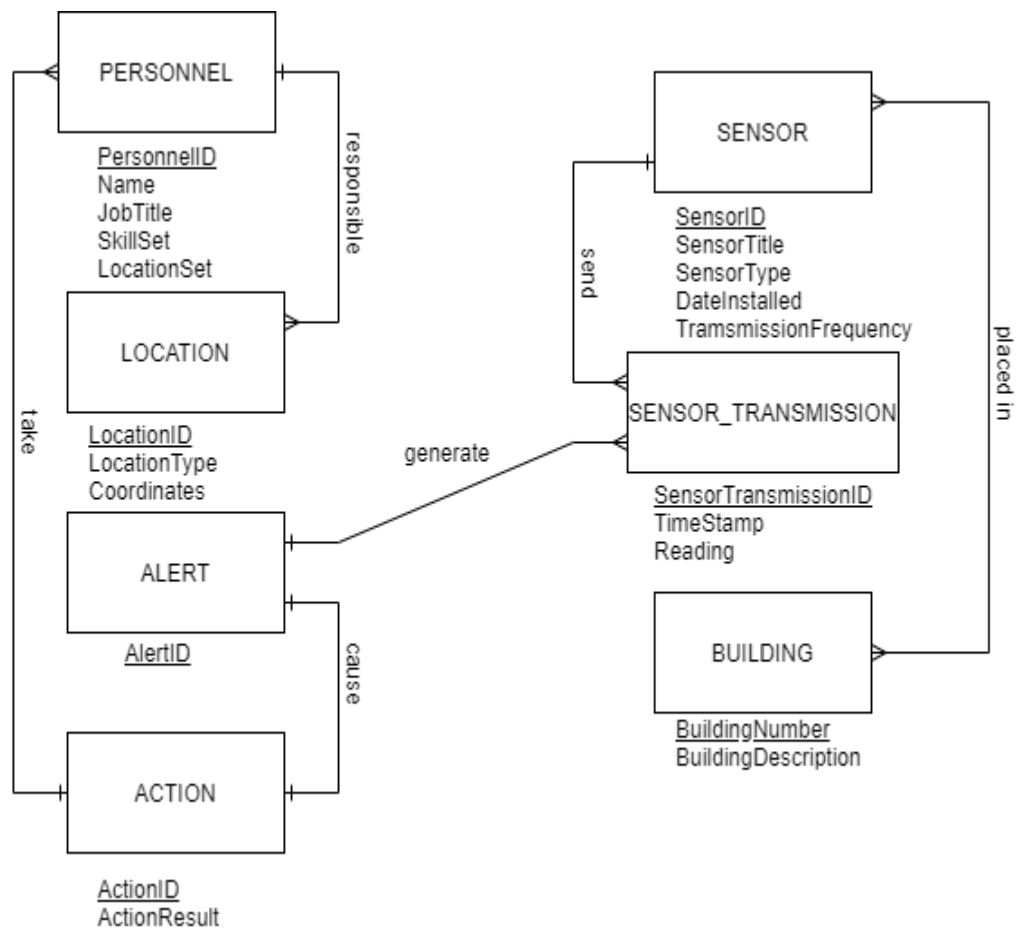 PERSONNEL
PersonnelID
Name
JobTitle
SkillSet
LocationSet
responsible
LOCATION
LocationID
LocationType
Coordinates
take
generate
ALERT
AlertID
cause
ACTION
ActionID
ActionResult
SENSOR
SensorID
SensorTitle
SensorType
DateInstalled
TramsmissionFrequency
send
placed in
SENSOR_TRANSMISSION
SensorTransmissionID
TimeStamp
Reading
BUILDING
BuildingNumber
BuildingDescription